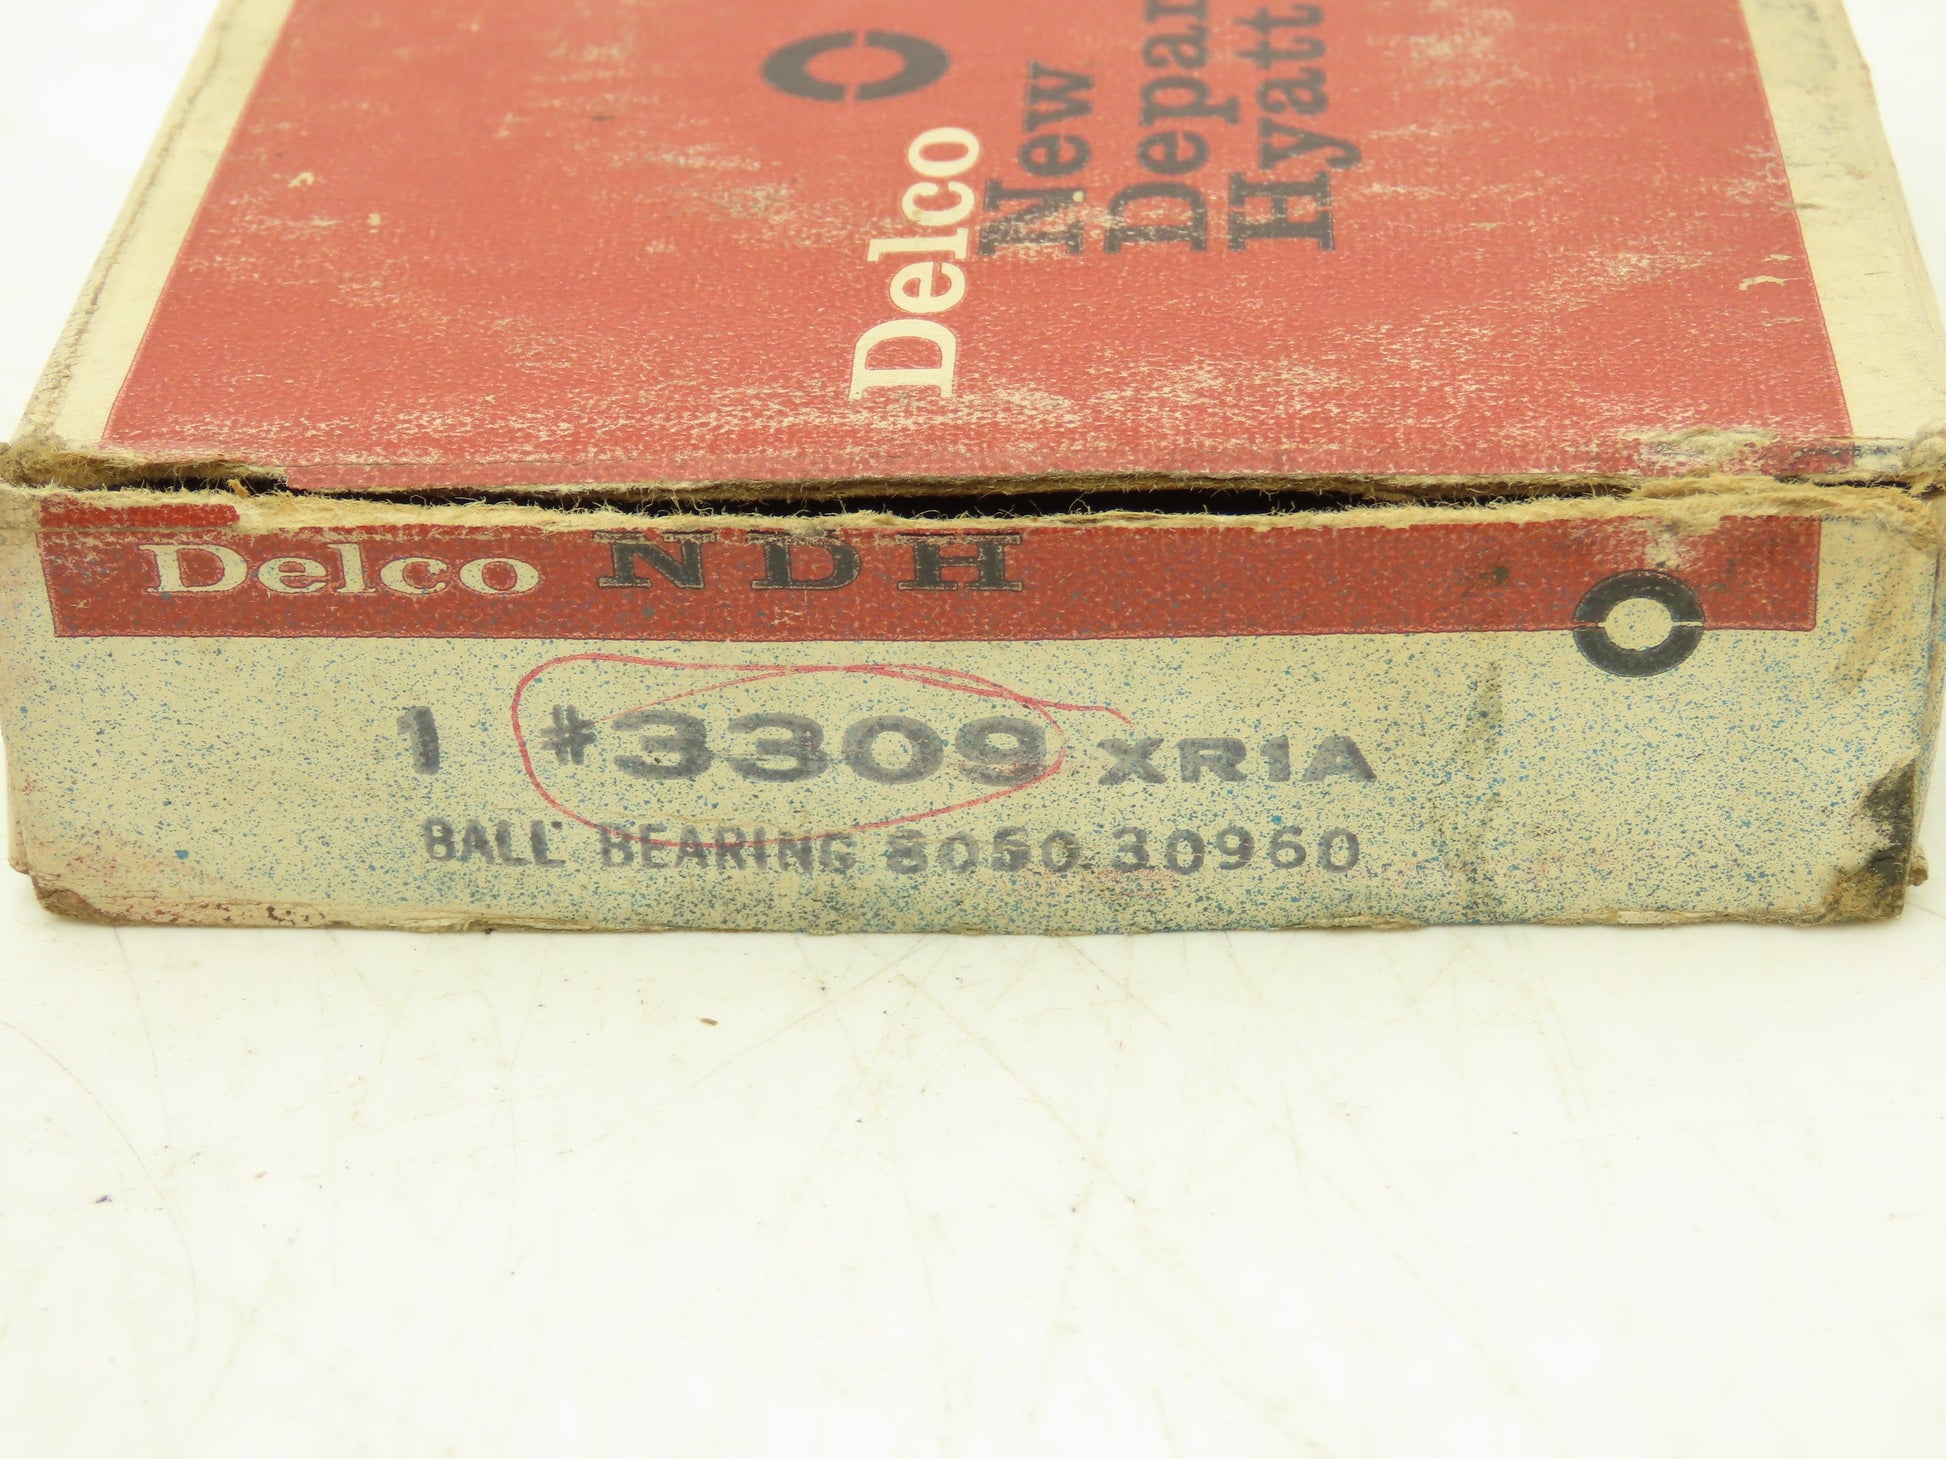 Delco
New
Depar
Hyatt
Delco NDH
1 #3309 XR1A
BALL BEARING 8050 30960